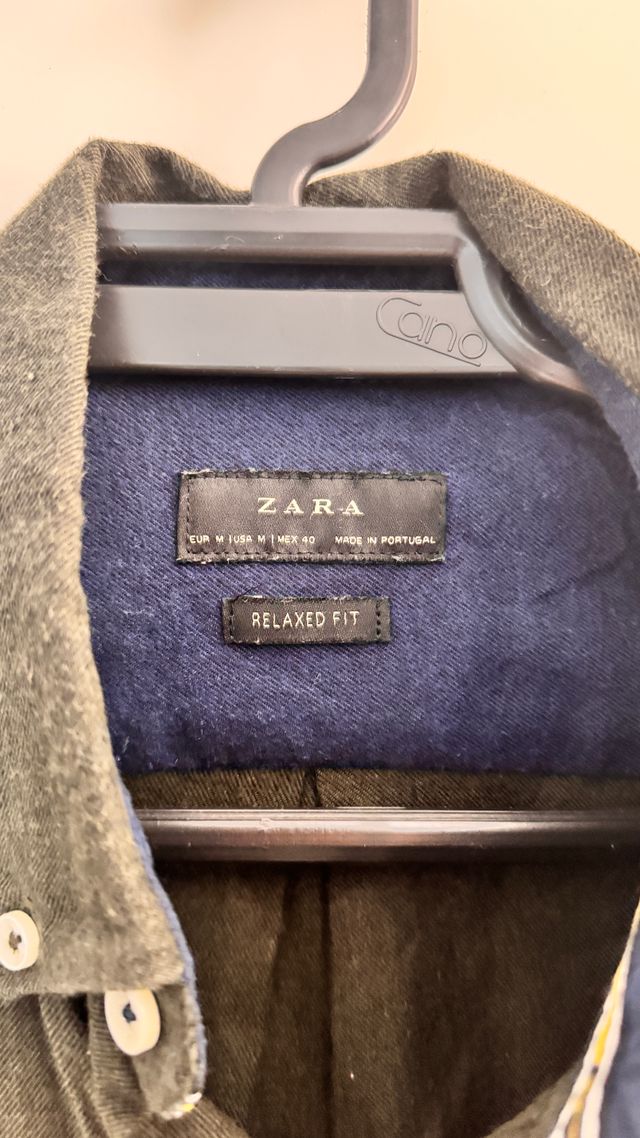 Cano
ZARA
EUR M | USA M | MEX 40 MADE IN PORTUGAL
RELAXED FIT